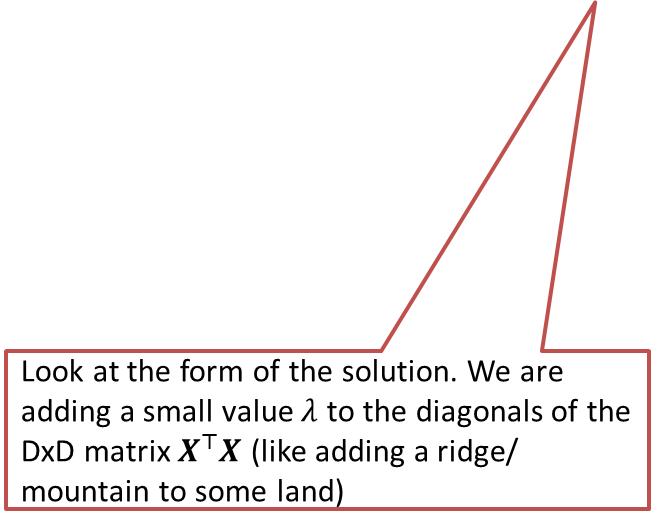 Look at the form of the solution. We are
adding a small value λ to the diagonals of the
DxD matrix X⊤X (like adding a ridge/
mountain to some land)